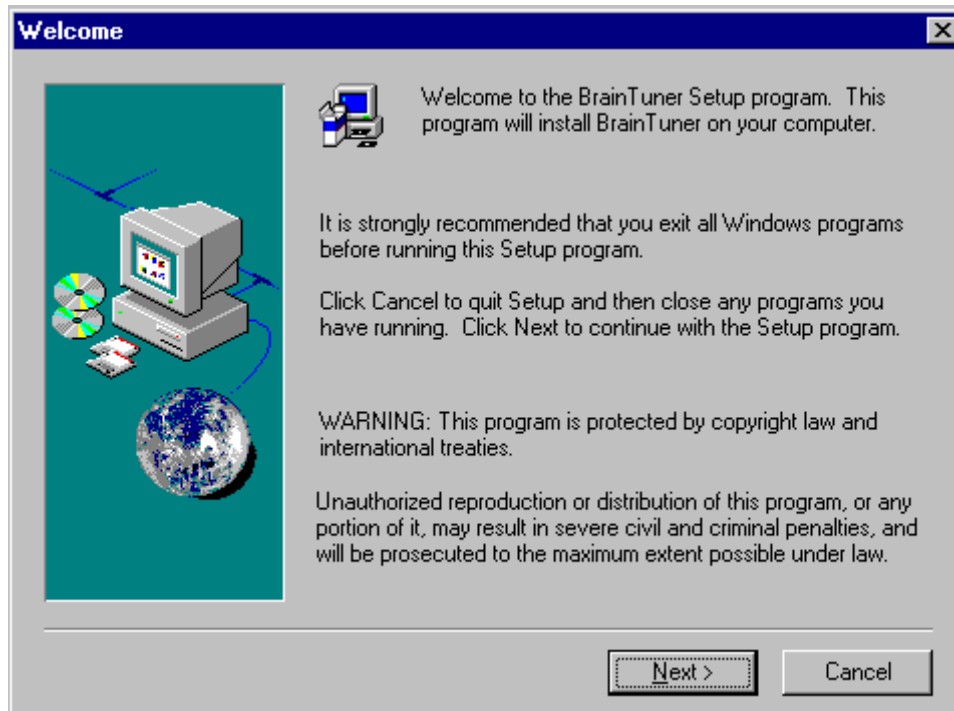 Welcome
Welcome to the BrainTuner Setup program.  This
program will install BrainTuner on your computer.
It is strongly recommended that you exit all Windows programs
before running this Setup program.
Click Cancel to quit Setup and then close any programs you
have running.  Click Next to continue with the Setup program.
WARNING: This program is protected by copyright law and
international treaties.
Unauthorized reproduction or distribution of this program, or any
portion of it, may result in severe civil and criminal penalties, and
will be prosecuted to the maximum extent possible under law.
Next > Cancel